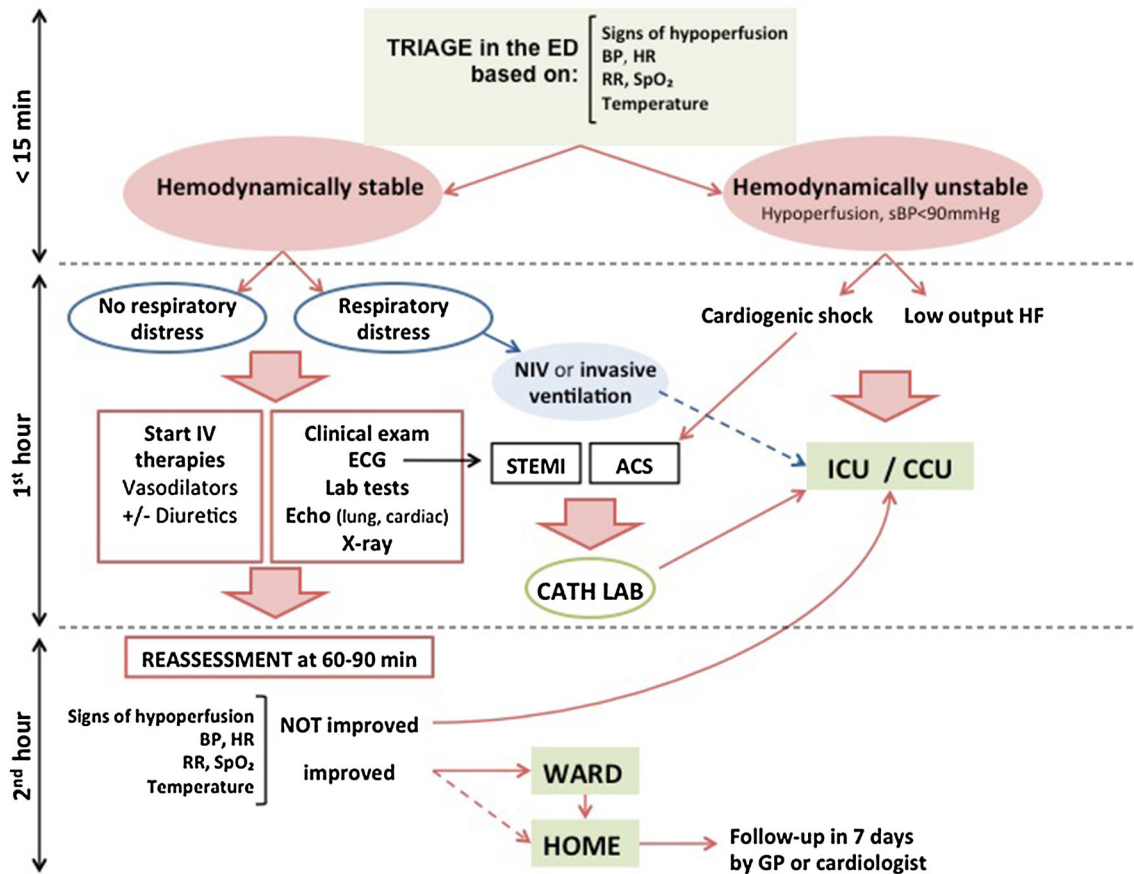 < 15 min
TRIAGE in the ED
based on:
Signs of hypoperfusion
BP, HR
RR, SpO₂
Temperature
Hemodynamically stable
Hemodynamically unstable
Hypoperfusion, sBP<90mmHg
1st hour
No respiratory
distress
Respiratory
distress
Cardiogenic shock
Low output HF
NIV or invasive
ventilation
Start IV
therapies
Vasodilators
+/- Diuretics
Clinical exam
ECG
Lab tests
Echo (lung, cardiac)
X-ray
STEMI
ACS
ICU / CCU
CATH LAB
2nd hour
REASSESSMENT at 60-90 min
Signs of hypoperfusion
BP, HR
RR, SpO₂
Temperature
NOT improved
improved
WARD
HOME
Follow-up in 7 days
by GP or cardiologist